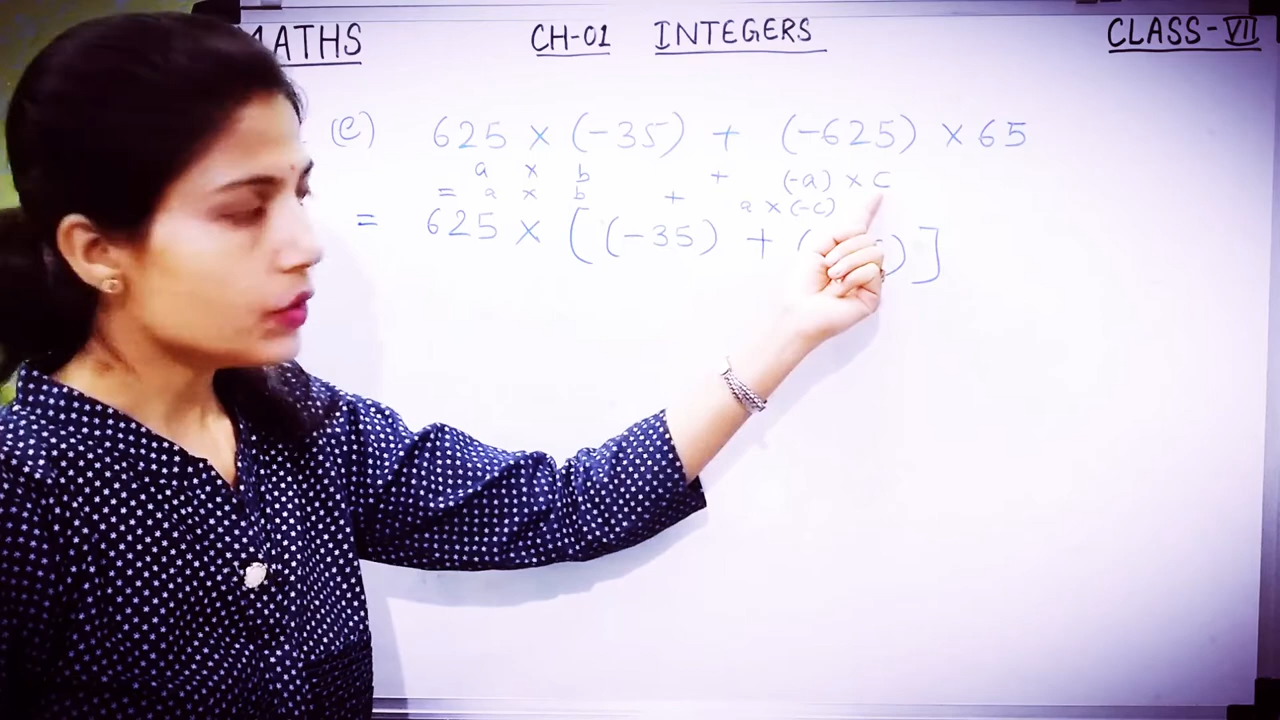 MATHS CH-01 INTEGERS CLASS-VII
(e) 625 × (-35) + (-625) × 65
a × b + (-a) × c
= a × b + a × (-c)
= 625 × [(-35) + ( )]